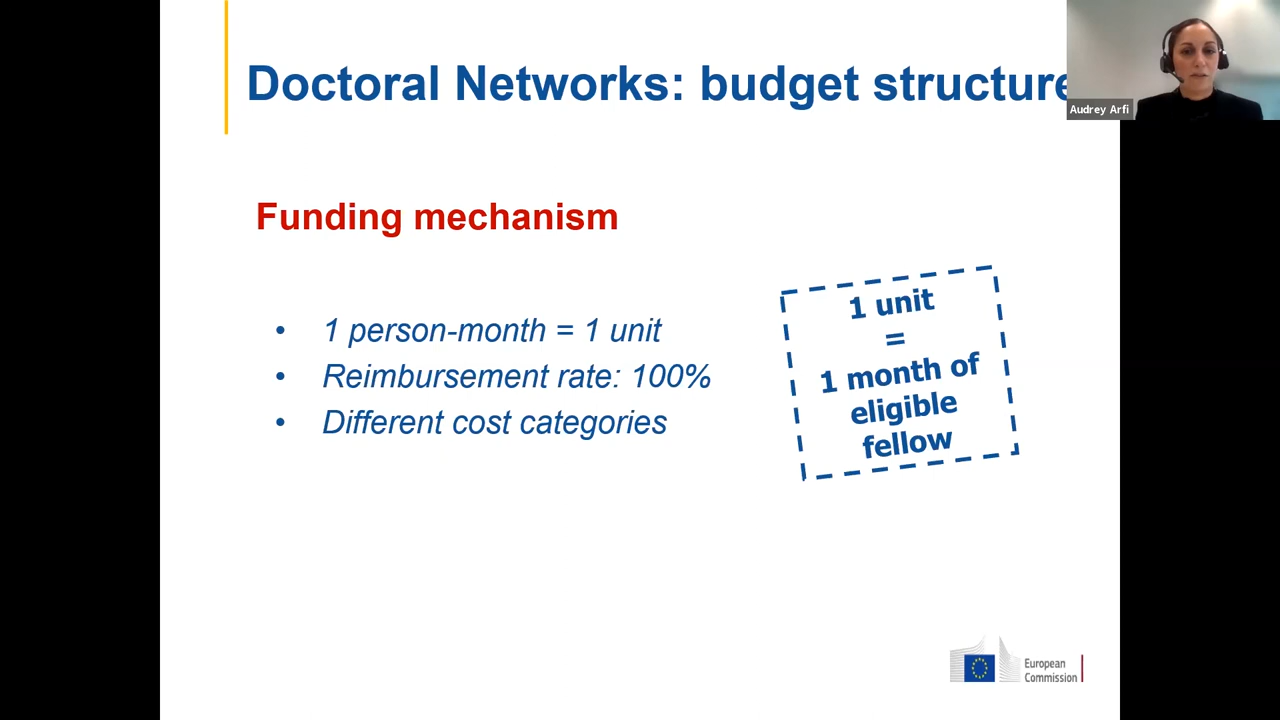 Doctoral Networks: budget structure
Audrey Arfi
Funding mechanism
• 1 person-month = 1 unit
• Reimbursement rate: 100%
• Different cost categories
1 unit
=
1 month of
eligible
fellow
European
Commission